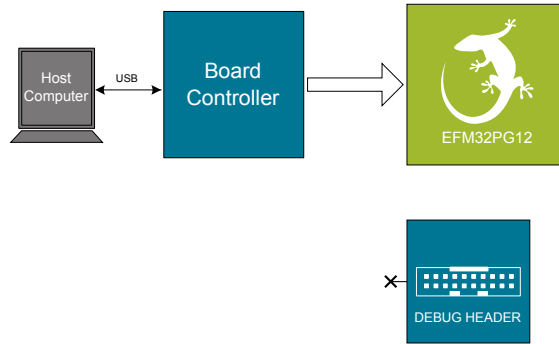 Host
Computer
USB
Board
Controller
EFM32PG12
DEBUG HEADER